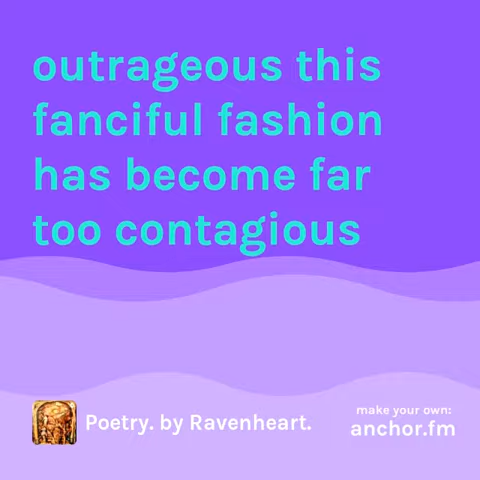 outrageous this
fanciful fashion
has become far
too contagious
Poetry. by Ravenheart.
make your own:
anchor.fm